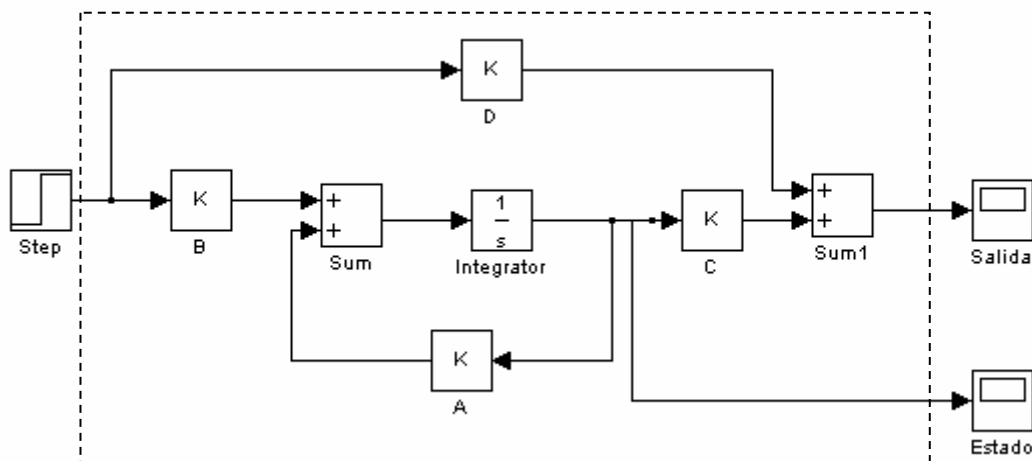 K
D
Step
K
B
+
+
Sum
1
s
Integrator
K
C
+
+
Sum1
Salida
K
A
Estado